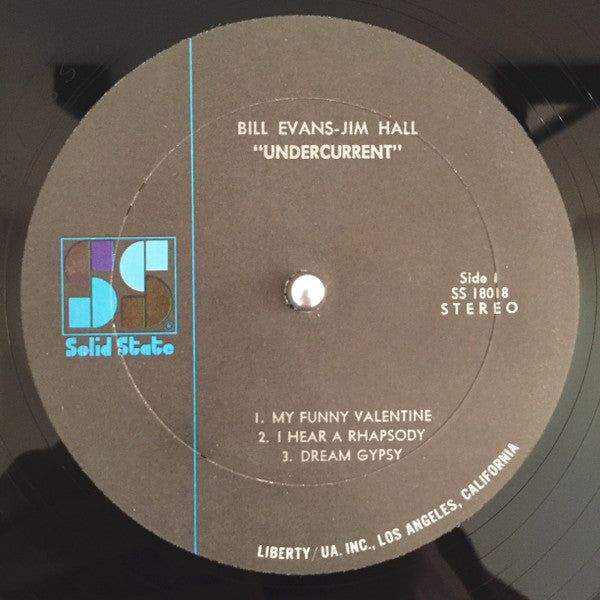 BILL EVANS-JIM HALL
"UNDERCURRENT"
SS
®
Solid State
Side 1
SS 18018
STEREO
1. MY FUNNY VALENTINE
2. I HEAR A RHAPSODY
3. DREAM GYPSY
LIBERTY/UA. INC., LOS ANGELES, CALIFORNIA